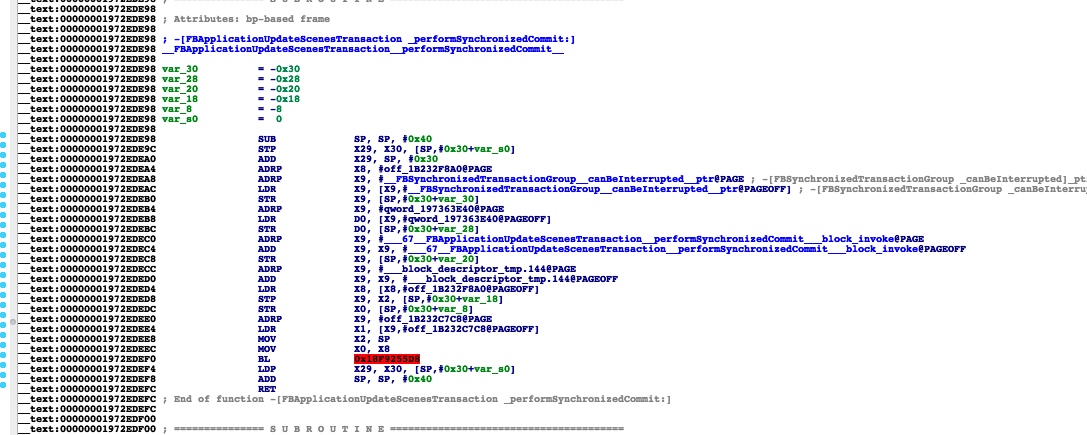 __text:00000001972EDE98 ; =============== S U B R O U T I N E =======================================
__text:00000001972EDE98
__text:00000001972EDE98 ; Attributes: bp-based frame
__text:00000001972EDE98
__text:00000001972EDE98 ; -[FBApplicationUpdateScenesTransaction _performSynchronizedCommit:]
__text:00000001972EDE98 __FBApplicationUpdateScenesTransaction__performSynchronizedCommit__
__text:00000001972EDE98
__text:00000001972EDE98 var_30 = -0x30
__text:00000001972EDE98 var_28 = -0x28
__text:00000001972EDE98 var_20 = -0x20
__text:00000001972EDE98 var_18 = -0x18
__text:00000001972EDE98 var_8 = -8
__text:00000001972EDE98 var_s0 = 0
__text:00000001972EDE98
__text:00000001972EDE98 SUB SP, SP, #0x40
__text:00000001972EDE9C STP X29, X30, [SP,#0x30+var_s0]
__text:00000001972EDEA0 ADD X29, SP, #0x30
__text:00000001972EDEA4 ADRP X8, #off_1B232F8A0@PAGE
__text:00000001972EDEA8 ADRP X9, #__FBSynchronizedTransactionGroup__canBeInterrupted__ptr@PAGE ; -[FBSynchronizedTransactionGroup _canBeInterrupted]_pt
__text:00000001972EDEAC LDR X9, [X9,#__FBSynchronizedTransactionGroup__canBeInterrupted__ptr@PAGEOFF] ; -[FBSynchronizedTransactionGroup _canBeInterru
__text:00000001972EDEB0 STR X9, [SP,#0x30+var_30]
__text:00000001972EDEB4 ADRP X9, #qword_197363E40@PAGE
__text:00000001972EDEB8 LDR D0, [X9,#qword_197363E40@PAGEOFF]
__text:00000001972EDEBC STR D0, [SP,#0x30+var_28]
__text:00000001972EDEC0 ADRP X9, #___67__FBApplicationUpdateScenesTransaction__performSynchronizedCommit___block_invoke@PAGE
__text:00000001972EDEC4 ADD X9, X9, #___67__FBApplicationUpdateScenesTransaction__performSynchronizedCommit___block_invoke@PAGEOFF
__text:00000001972EDEC8 STR X9, [SP,#0x30+var_20]
__text:00000001972EDECC ADRP X9, #___block_descriptor_tmp.144@PAGE
__text:00000001972EDED0 ADD X9, X9, #___block_descriptor_tmp.144@PAGEOFF
__text:00000001972EDED4 LDR X8, [X8,#off_1B232F8A0@PAGEOFF]
__text:00000001972EDED8 STP X9, X2, [SP,#0x30+var_18]
__text:00000001972EDEDC STR X0, [SP,#0x30+var_8]
__text:00000001972EDEE0 ADRP X9, #off_1B232C7C8@PAGE
__text:00000001972EDEE4 LDR X1, [X9,#off_1B232C7C8@PAGEOFF]
__text:00000001972EDEE8 MOV X2, SP
__text:00000001972EDEEC MOV X0, X8
__text:00000001972EDEF0 BL 0x18F9255D8
__text:00000001972EDEF4 LDP X29, X30, [SP,#0x30+var_s0]
__text:00000001972EDEF8 ADD SP, SP, #0x40
__text:00000001972EDEFC RET
__text:00000001972EDEFC ; End of function -[FBApplicationUpdateScenesTransaction _performSynchronizedCommit:]
__text:00000001972EDEFC
__text:00000001972EDF00
__text:00000001972EDF00 ; =============== S U B R O U T I N E =======================================